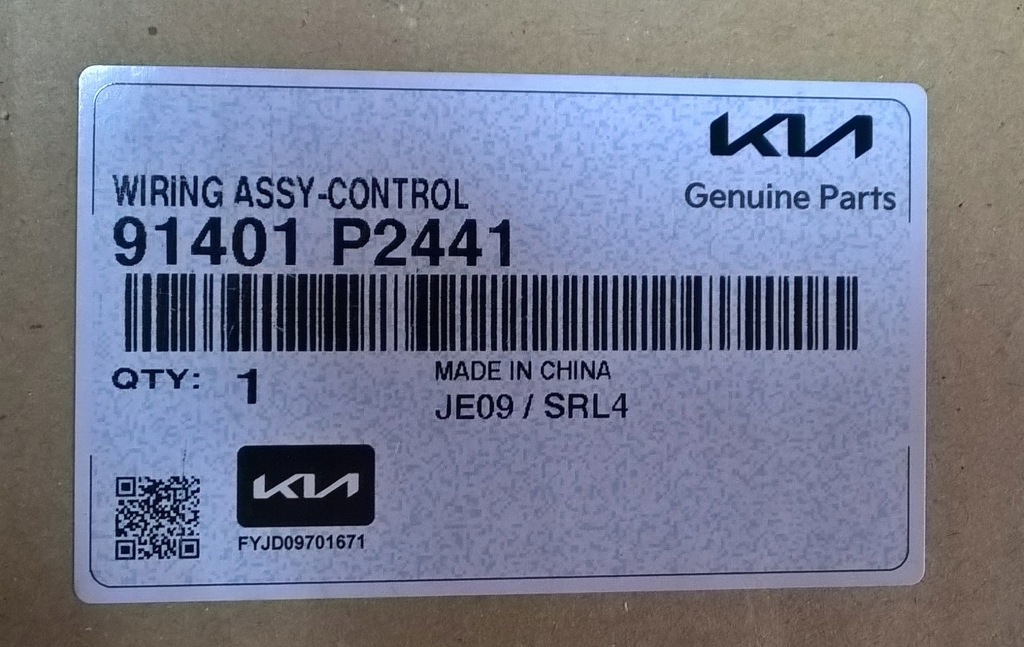 KIA
Genuine Parts
WIRING ASSY-CONTROL
91401 P2441
QTY: 1
MADE IN CHINA
JE09 / SRL4
KIA
FYJD09701671